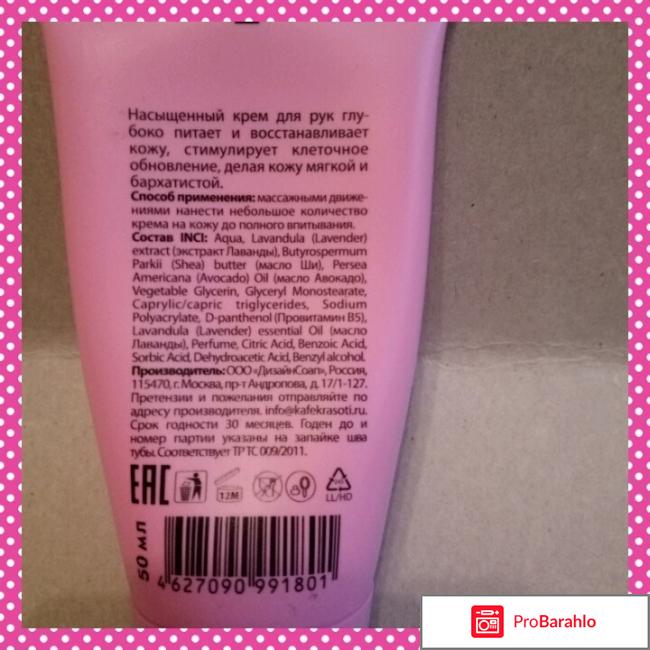 Насыщенный крем для рук глу-
боко питает и восстанавливает
кожу, стимулирует клеточное
обновление, делая кожу мягкой и
бархатистой.
Способ применения: массажными движе-
ниями нанести небольшое количество
крема на кожу до полного впитывания.
Состав INCI: Aqua, Lavandula (Lavender)
extract (экстракт Лаванды), Butyrospermum
Parkii (Shea) butter (масло Ши), Persea
Americana (Avocado) Oil (масло Авокадо),
Vegetable Glycerin, Glyceryl Monostearate,
Caprylic/capric triglycerides, Sodium
Polyacrylate, D-panthenol (Провитамин B5),
Lavandula (Lavender) essential Oil (масло
Лаванды), Perfume, Citric Acid, Benzoic Acid,
Sorbic Acid, Dehydroacetic Acid, Benzyl alcohol.
Производитель: ООО «ДизайнСоап», Россия,
115470, г. Москва, пр-т Андропова, д. 17/1-127.
Претензии и пожелания отправляйте по
адресу производителя. info@kafekrasoti.ru.
Срок годности 30 месяцев. Годен до и
номер партии указаны на запайке шва
тубы. Соответствует ТР ТС 009/2011.
EAC
12M
LL/HD
50 мл
4 627090 991801
ProBarahlo